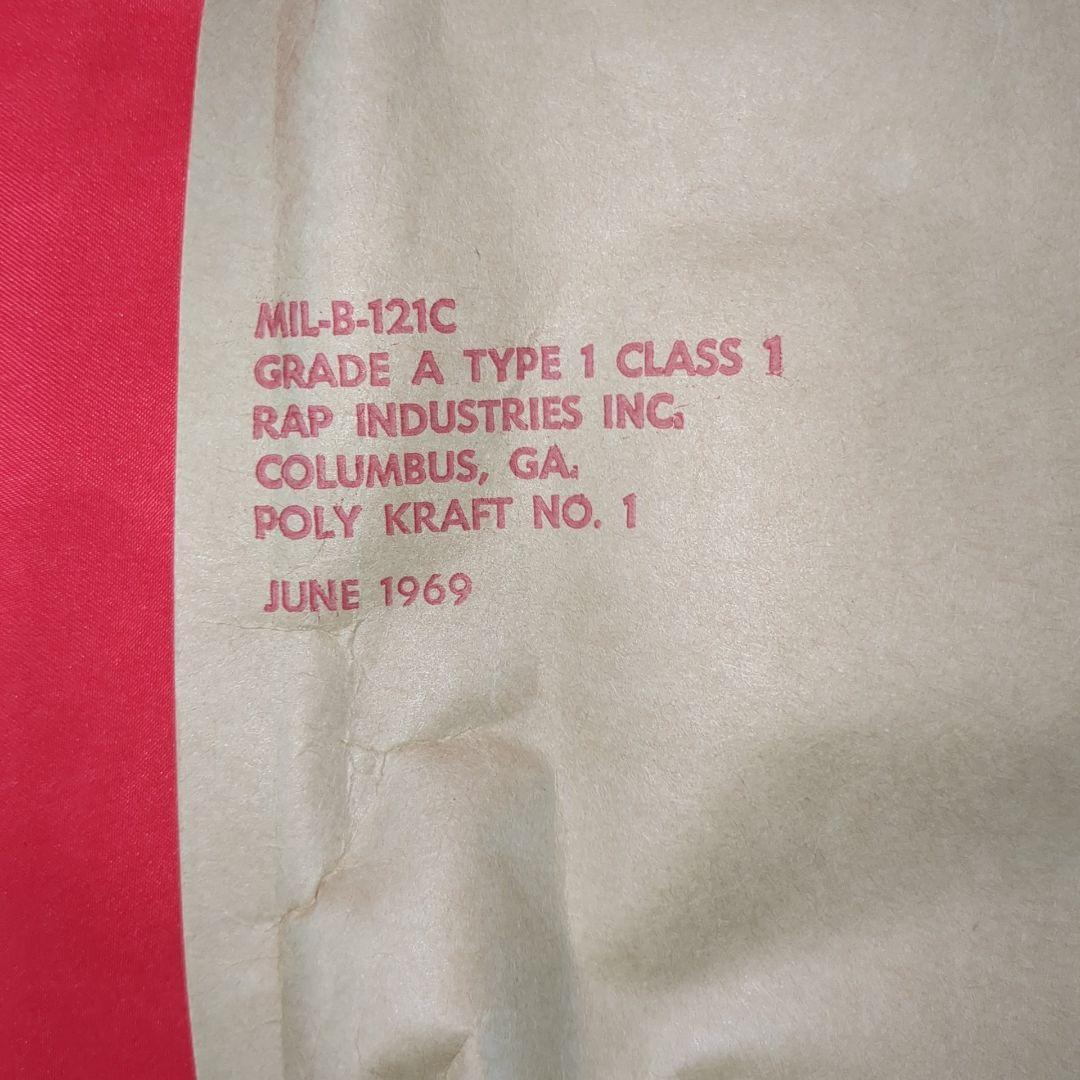 MIL-B-121C
GRADE A TYPE 1 CLASS 1
RAP INDUSTRIES INC.
COLUMBUS, GA.
POLY KRAFT NO. 1
JUNE 1969